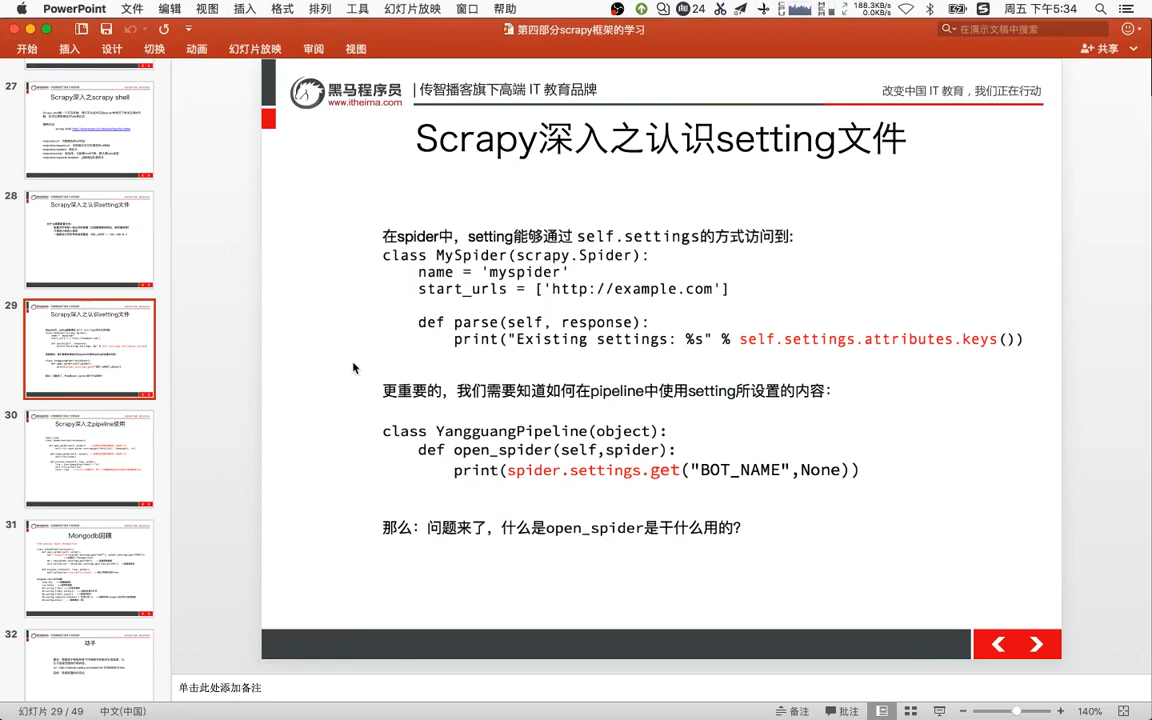 PowerPoint 文件 编辑 视图 插入 格式 排列 工具 幻灯片放映 窗口 帮助
24
188.3KB/s
0.0KB/s
周五 下午5:34
第四部分scrapy框架的学习
在演示文稿中搜索
开始 插入 设计 切换 动画 幻灯片放映 审阅 视图
共享
27
Scrapy深入之scrapy shell
28
Scrapy深入之认识setting文件
29
Scrapy深入之认识setting文件
30
Scrapy深入之pipeline使用
31
Mongodb回顾
32
动手
黑马程序员
www.itheima.com
传智播客旗下高端 IT 教育品牌
改变中国 IT 教育，我们正在行动
Scrapy深入之认识setting文件
在spider中，setting能够通过 self.settings的方式访问到:
class MySpider(scrapy.Spider):
name = 'myspider'
start_urls = ['http://example.com']
def parse(self, response):
print("Existing settings: %s" % self.settings.attributes.keys())
更重要的，我们需要知道如何在pipeline中使用setting所设置的内容：
class YangguangPipeline(object):
def open_spider(self,spider):
print(spider.settings.get("BOT_NAME",None))
那么：问题来了，什么是open_spider是干什么用的?
单击此处添加备注
幻灯片 29 / 49 中文(中国)
备注 批注
140%